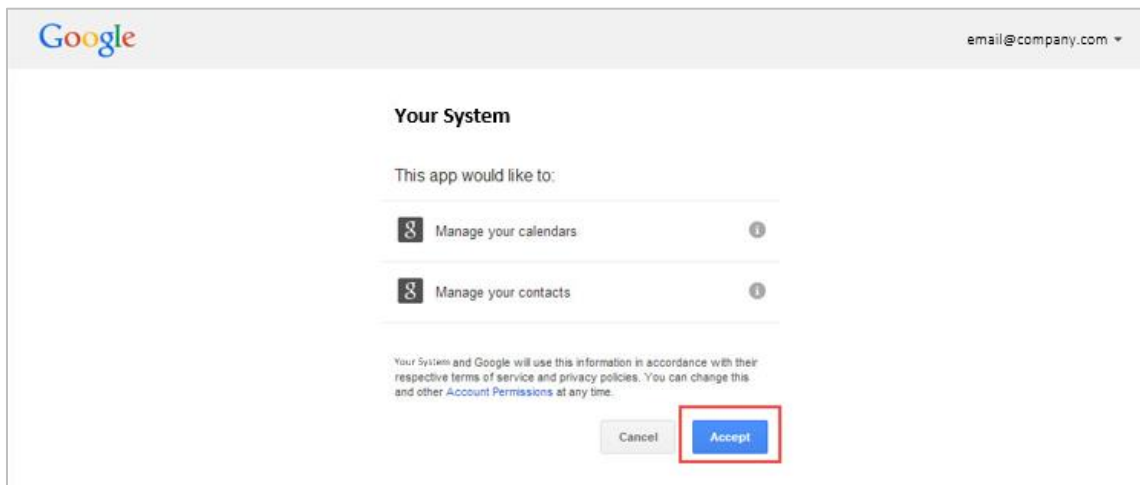 Google
email@company.com
Your System
This app would like to:
Manage your calendars
Manage your contacts
Your System and Google will use this information in accordance with their
respective terms of service and privacy policies. You can change this
and other Account Permissions at any time.
Cancel
Accept